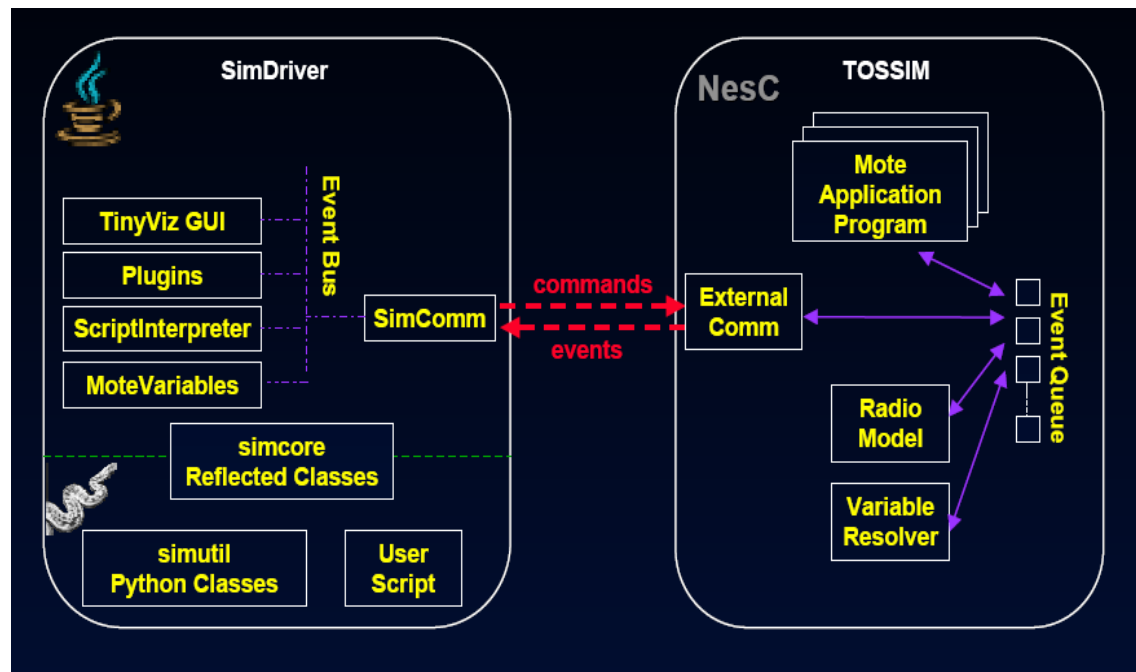 SimDriver
TinyViz GUI
Plugins
ScriptInterpreter
MoteVariables
Event Bus
SimComm
simcore
Reflected Classes
simutil
Python Classes
User
Script
commands
events
TOSSIM
NesC
Mote
Application
Program
External
Comm
Event Queue
Radio
Model
Variable
Resolver